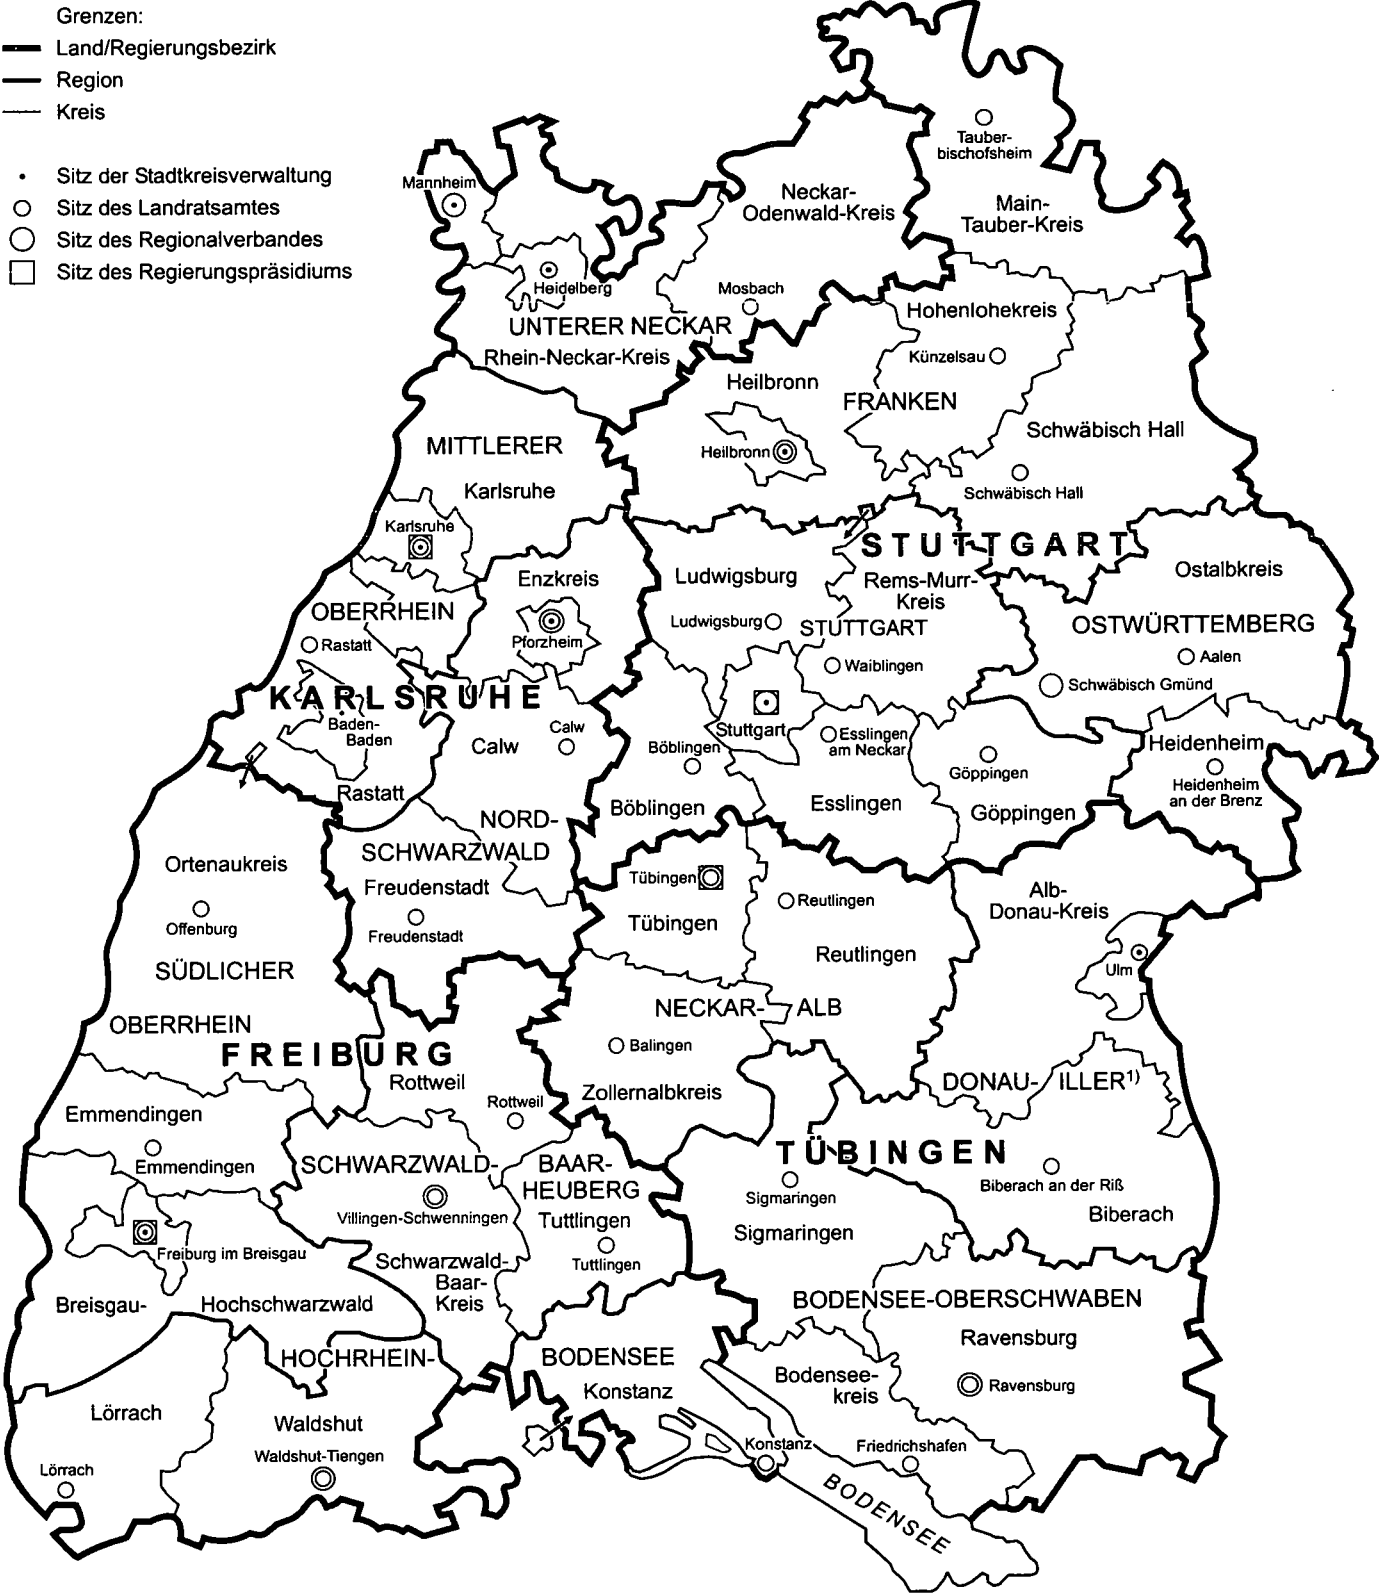 Grenzen:
Land/Regierungsbezirk
Region
Kreis
Sitz der Stadtkreisverwaltung
Sitz des Landratsamtes
Sitz des Regionalverbandes
Sitz des Regierungspräsidiums
Tauber-
bischofsheim
Main-
Tauber-Kreis
Neckar-
Odenwald-Kreis
Mosbach
Mannheim
Heidelberg
UNTERER NECKAR
Rhein-Neckar-Kreis
Hohenlohekreis
Künzelsau
Heilbronn
FRANKEN
Heilbronn
Schwäbisch Hall
Schwäbisch Hall
MITTLERER
Karlsruhe
Karlsruhe
OBERRHEIN
Rastatt
KARLSRUHE
Baden-
Baden
Rastatt
Enzkreis
Pforzheim
Calw
Calw
NORD-
SCHWARZWALD
Freudenstadt
Freudenstadt
STUTTGART
Ludwigsburg
Ludwigsburg
Rems-Murr-
Kreis
STUTTGART
Waiblingen
Stuttgart
Esslingen
am Neckar
Böblingen
Böblingen
Esslingen
Göppingen
Göppingen
Ostalbkreis
OSTWÜRTTEMBERG
Aalen
Schwäbisch Gmünd
Heidenheim
Heidenheim
an der Brenz
Ortenaukreis
Offenburg
SÜDLICHER
OBERRHEIN
FREIBURG
Emmendingen
Emmendingen
Freiburg im Breisgau
Breisgau-
Hochschwarzwald
Rottweil
Rottweil
SCHWARZWALD-
BAAR-
HEUBERG
Villingen-Schwenningen
Schwarzwald-
Baar-
Kreis
Tuttlingen
Tuttlingen
HOCHRHEIN-
BODENSEE
Lörrach
Lörrach
Waldshut
Waldshut-Tiengen
Konstanz
Konstanz
Tübingen
Tübingen
Reutlingen
Reutlingen
NECKAR-
ALB
Balingen
Zollernalbkreis
Alb-
Donau-Kreis
Ulm
DONAU-
ILLER¹⁾
TÜBINGEN
Sigmaringen
Sigmaringen
Biberach an der Riß
Biberach
BODENSEE-OBERSCHWABEN
Ravensburg
Ravensburg
Bodensee-
kreis
Friedrichshafen
BODENSEE